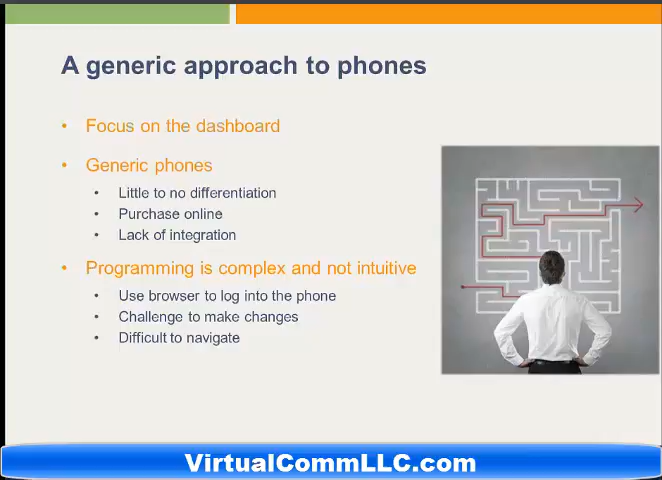 A generic approach to phones
• Focus on the dashboard
• Generic phones
• Little to no differentiation
• Purchase online
• Lack of integration
• Programming is complex and not intuitive
• Use browser to log into the phone
• Challenge to make changes
• Difficult to navigate
VirtualCommLLC.com